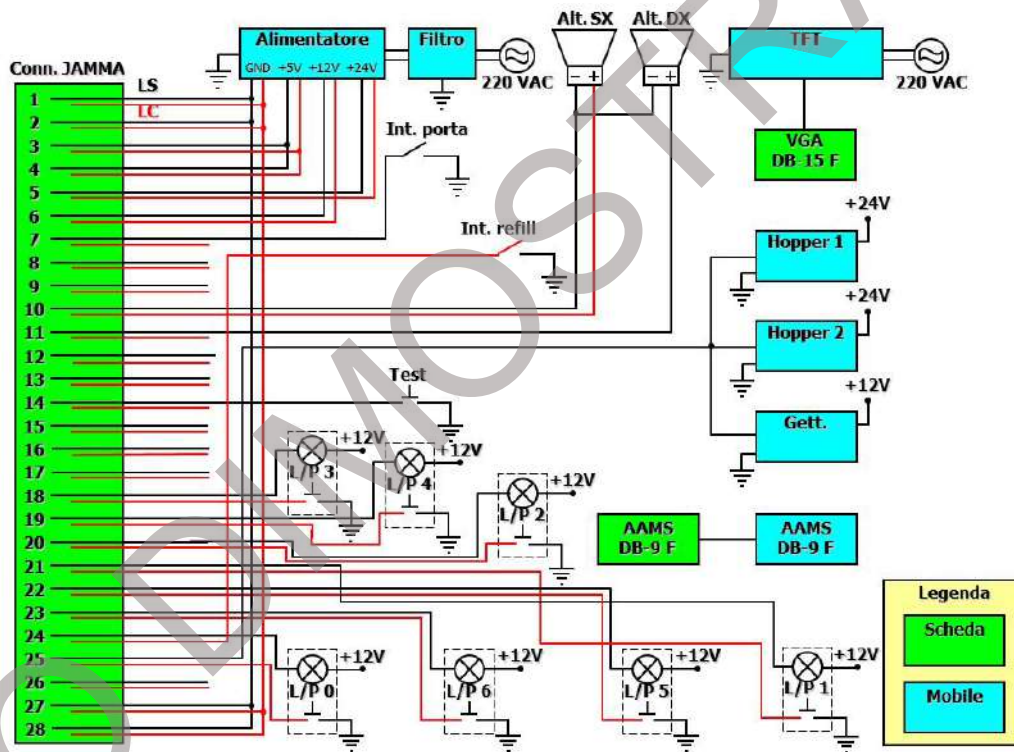 Alt. SX Alt. DX
Alimentatore
GND +5V +12V +24V
Filtro
220 VAC
TFT
220 VAC
Conn. JAMMA
LS
LC
1
2
3
4
5
6
7
8
9
10
11
12
13
14
15
16
17
18
19
20
21
22
23
24
25
26
27
28
Int. porta
Int. refill
VGA
DB-15 F
+24V
Hopper 1
+24V
Hopper 2
+12V
Gett.
Test
+12V
L/P 3
+12V
L/P 4
+12V
L/P 2
AAMS
DB-9 F
AAMS
DB-9 F
+12V
L/P 0
+12V
L/P 6
+12V
L/P 5
+12V
L/P 1
Legenda
Scheda
Mobile
O DIMOSTRA